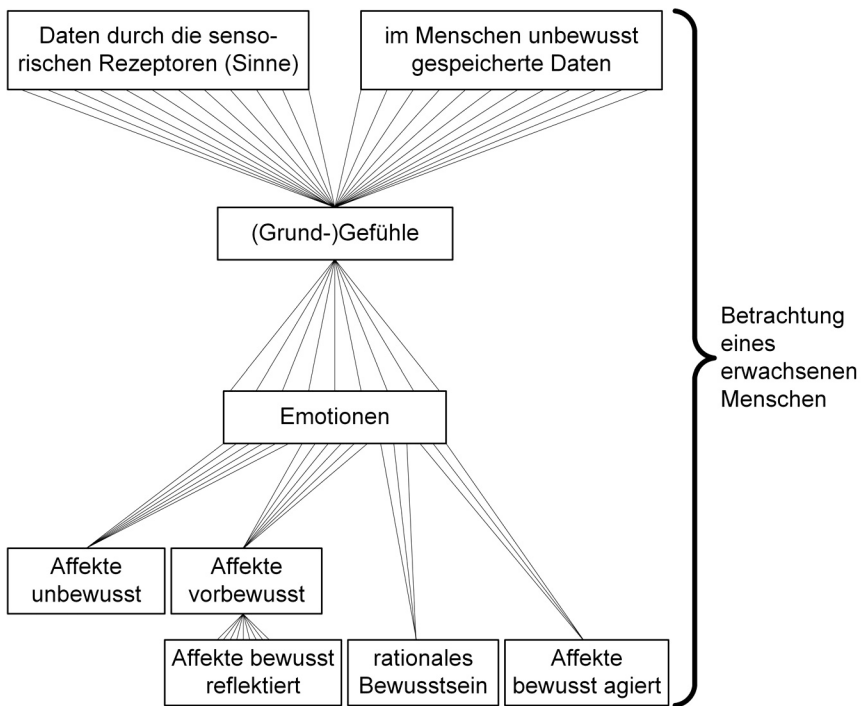 Daten durch die senso-
rischen Rezeptoren (Sinne)
im Menschen unbewusst
gespeicherte Daten
(Grund-)Gefühle
Betrachtung
eines
erwachsenen
Menschen
Emotionen
Affekte
unbewusst
Affekte
vorbewusst
Affekte bewusst
reflektiert
rationales
Bewusstsein
Affekte
bewusst agiert